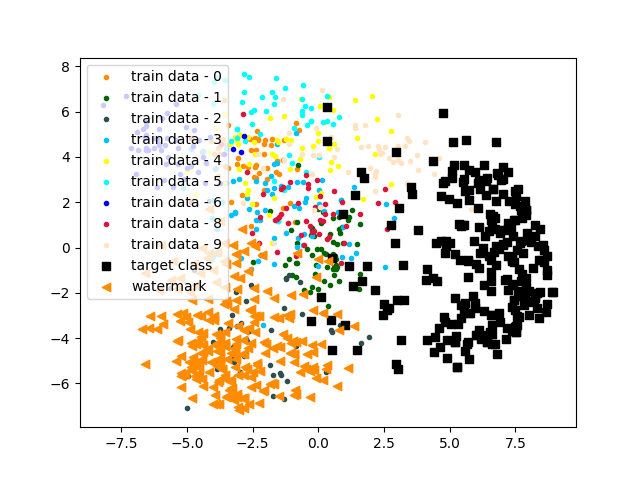 8
6
4
2
0
−2
−4
−6
−7.5
−5.0
−2.5
0.0
2.5
5.0
7.5
train data - 0
train data - 1
train data - 2
train data - 3
train data - 4
train data - 5
train data - 6
train data - 8
train data - 9
target class
watermark